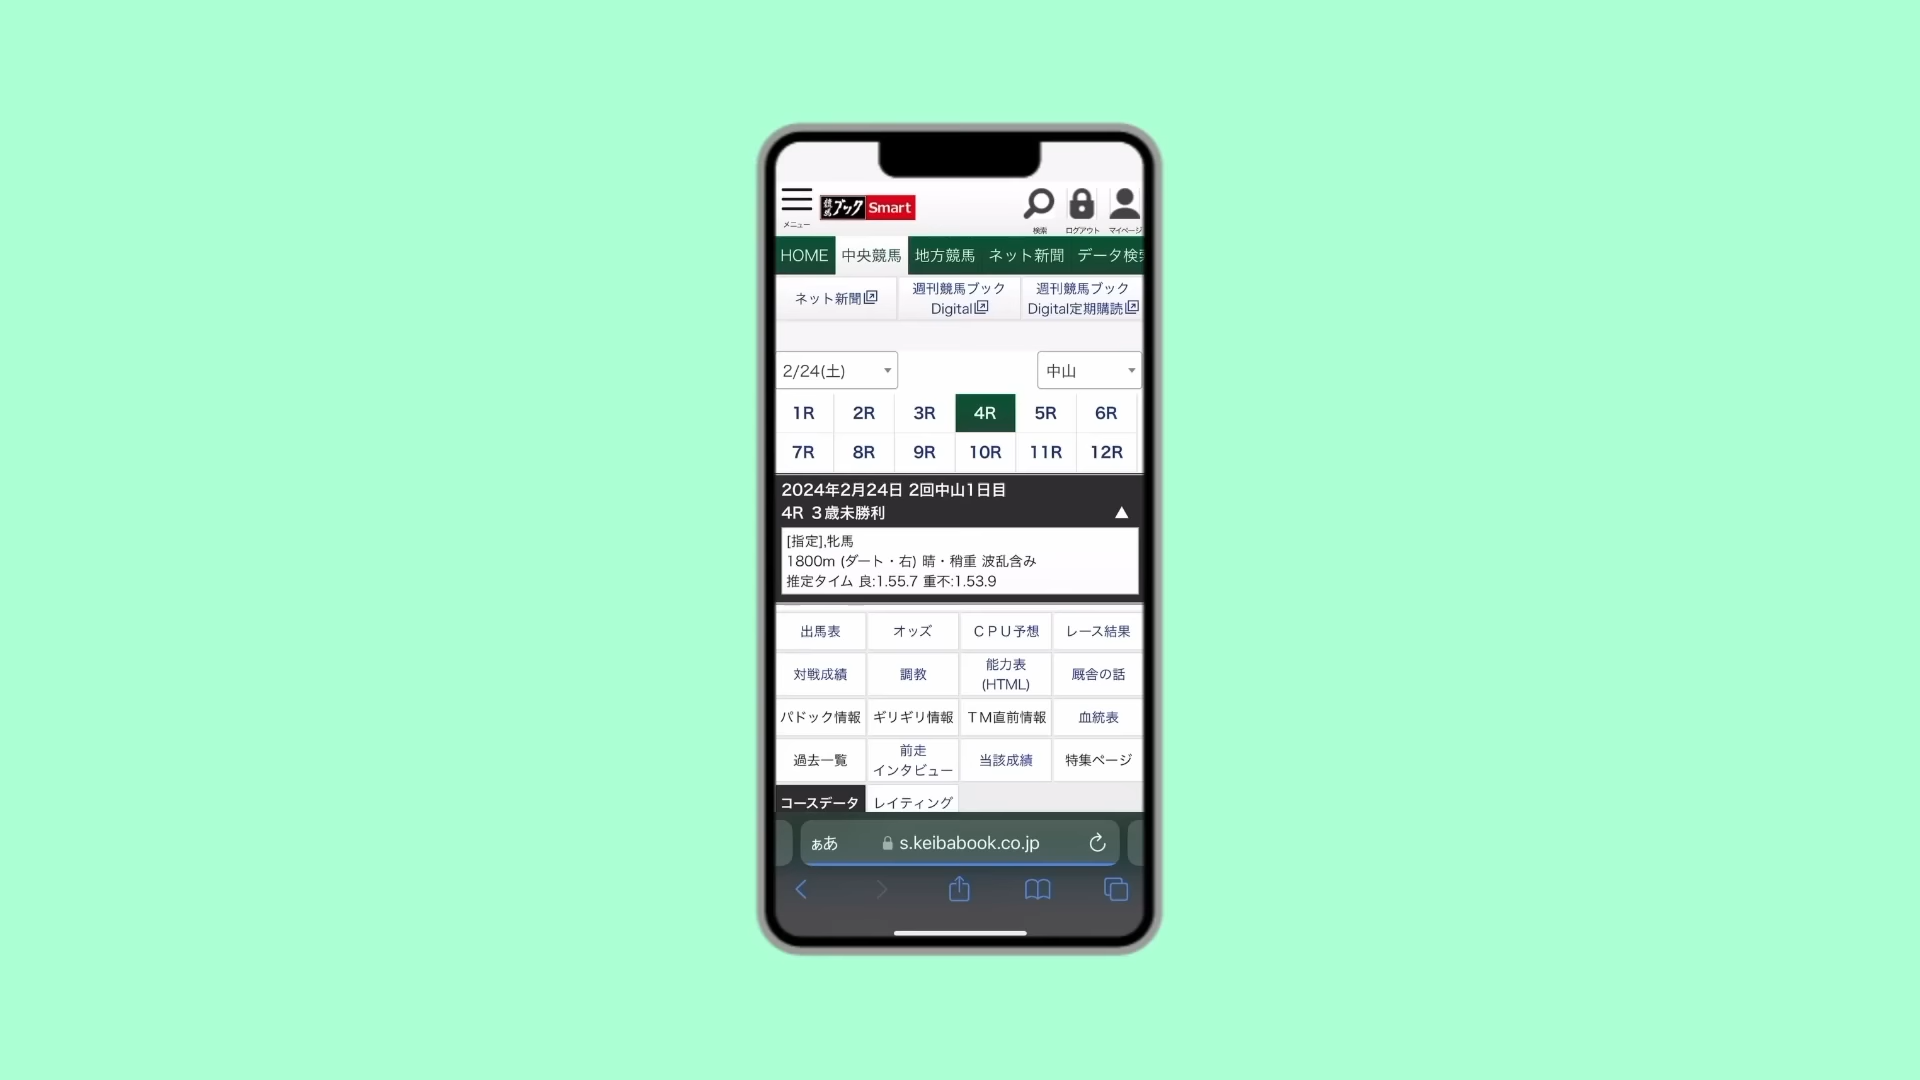 競馬ブック Smart
メニュー 検索 ログアウト マイページ
HOME 中央競馬 地方競馬 ネット新聞 データ検索
ネット新聞 週刊競馬ブック Digital 週刊競馬ブック Digital定期購読
2/24(土) 中山
1R 2R 3R 4R 5R 6R
7R 8R 9R 10R 11R 12R
2024年2月24日 2回中山1日目
4R 3歳未勝利 ▲
[指定],牝馬
1800m (ダート・右) 晴・稍重 波乱含み
推定タイム 良:1.55.7 重不:1.53.9
出馬表 オッズ CPU予想 レース結果
対戦成績 調教 能力表 (HTML) 厩舎の話
パドック情報 ギリギリ情報 TM直前情報 血統表
過去一覧 前走 インタビュー 当該成績 特集ページ
コースデータ レイティング
ぁあ s.keibabook.co.jp